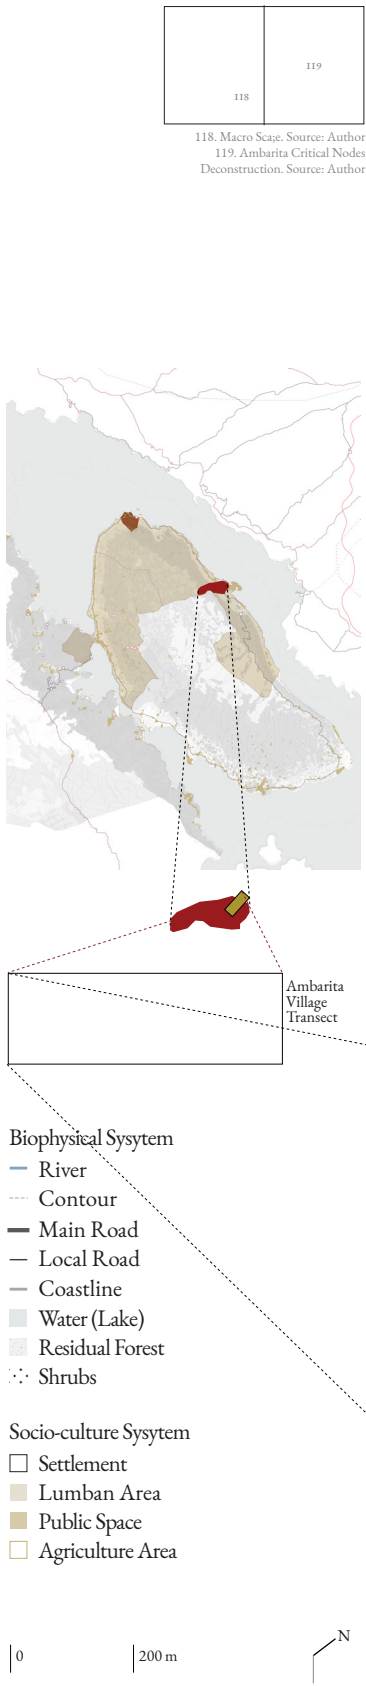 119
118
118. Macro Sca;e. Source: Author
119. Ambarita Critical Nodes
Deconstruction. Source: Author
Ambarita
Village
Transect
Biophysical Sysytem
River
Contour
Main Road
Local Road
Coastline
Water (Lake)
Residual Forest
Shrubs
Socio-culture Sysytem
Settlement
Lumban Area
Public Space
Agriculture Area
0
200 m
N